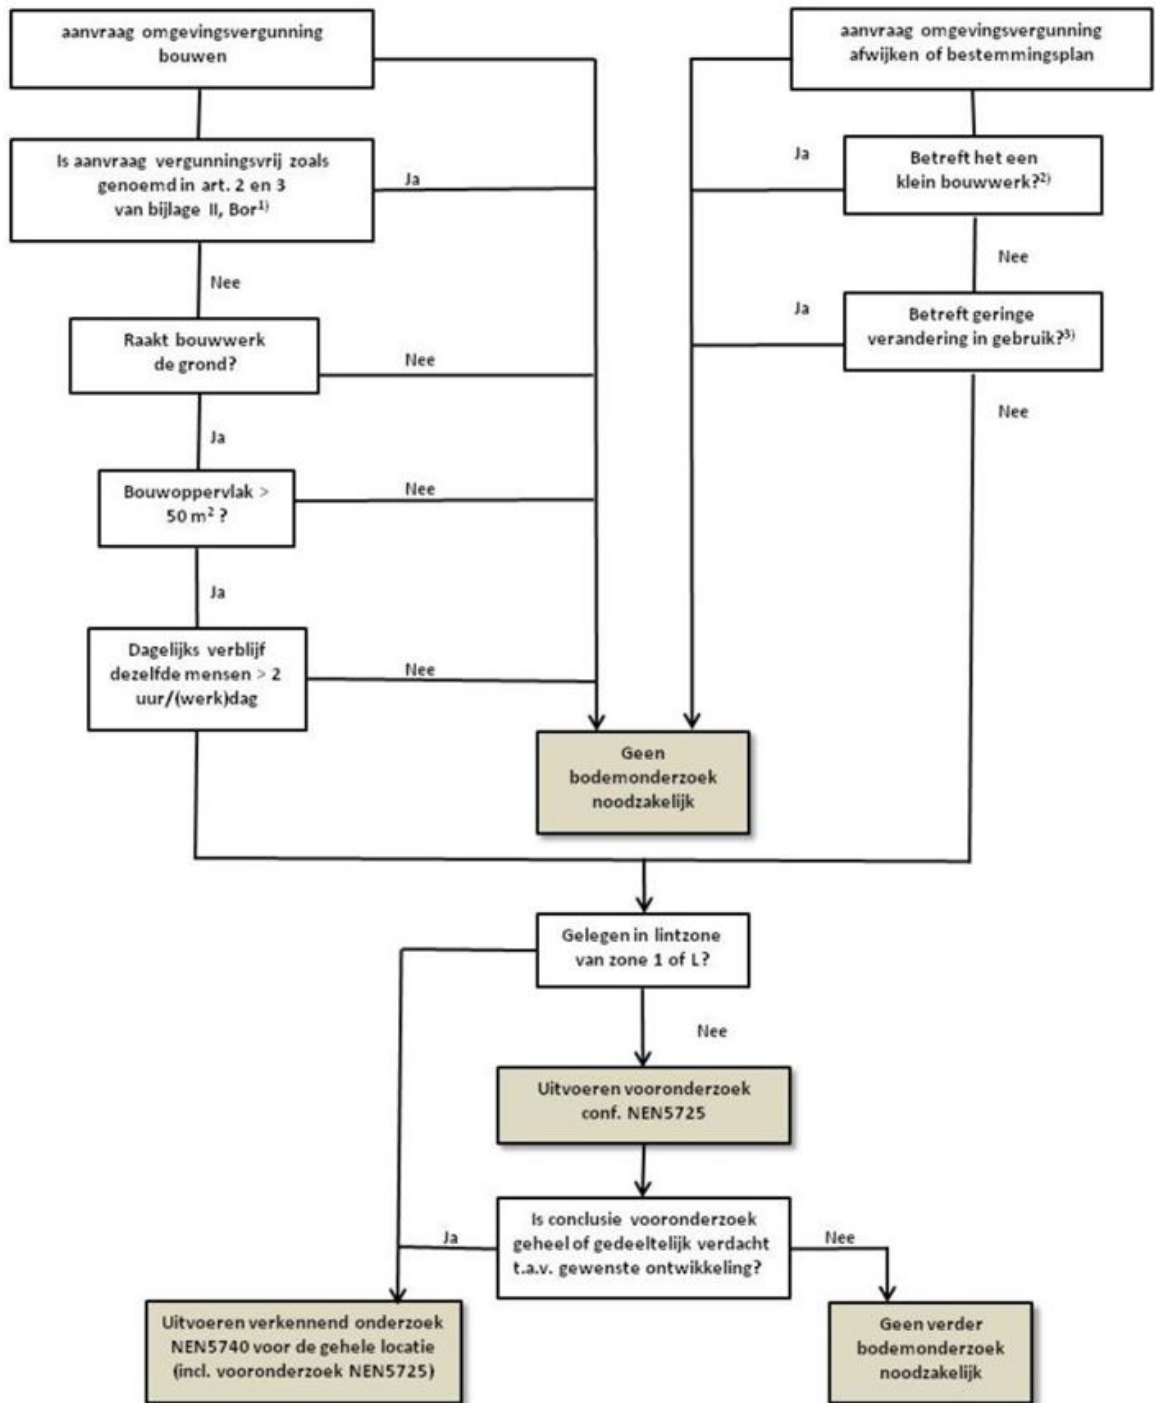 aanvraag omgevingsvergunning
bouwen
aanvraag omgevingsvergunning
afwijken of bestemmingsplan
Is aanvraag vergunningsvrij zoals
genoemd in art. 2 en 3
van bijlage II, Bor¹⁾
Ja
Ja
Betreft het een
klein bouwwerk?²⁾
Nee
Nee
Raakt bouwwerk
de grond?
Nee
Ja
Betreft geringe
verandering in gebruik?³⁾
Ja
Nee
Bouwoppervlak >
50 m² ?
Nee
Ja
Dagelijks verblijf
dezelfde mensen > 2
uur/(werk)dag
Nee
Geen
bodemonderzoek
noodzakelijk
Gelegen in lintzone
van zone 1 of L?
Nee
Uitvoeren vooronderzoek
conf. NEN5725
Is conclusie vooronderzoek
geheel of gedeeltelijk verdacht
t.a.v. gewenste ontwikkeling?
Ja
Nee
Uitvoeren verkennend onderzoek
NEN5740 voor de gehele locatie
(incl. vooronderzoek NEN5725)
Geen verder
bodemonderzoek
noodzakelijk